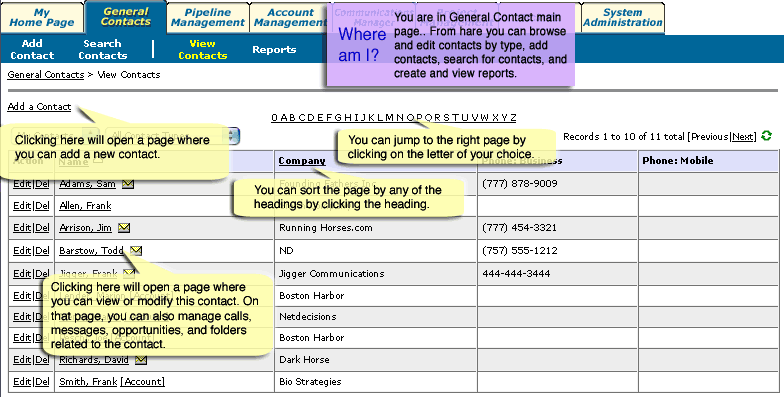 My Home Page
General Contacts
Pipeline Management
Account Management
System Administration
Where am I?
You are in General Contact main
page.. From here you can browse
and edit contacts by type, add
contacts, search for contacts, and
create and view reports.
Add Contact
Search Contacts
View Contacts
Reports
General Contacts > View Contacts
Add a Contact
0 A B C D E F G H I J K L M N O P Q R S T U V W X Y Z
Clicking here will open a page where
you can add a new contact.
You can jump to the right page by
clicking on the letter of your choice.
Records 1 to 10 of 11 total [Previous|Next]
Action Name Company Phone: Business Phone: Mobile
You can sort the page by any of the
headings by clicking the heading.
Edit|Del Adams, Sam (777) 878-9009
Edit|Del Allen, Frank
Edit|Del Arrison, Jim Running Horses.com (777) 454-3321
Edit|Del Barstow, Todd ND (757) 555-1212
Edit|Del Jigger, Frank Jigger Communications 444-444-3444
Clicking here will open a page where
you can view or modify this contact. On
that page, you can also manage calls,
messages, opportunities, and folders
related to the contact.
Edit|Del Boston Harbor
Edit|Del Netdecisions
Edit|Del Boston Harbor
Edit|Del Richards, David Dark Horse
Edit|Del Smith, Frank [Account] Bio Strategies